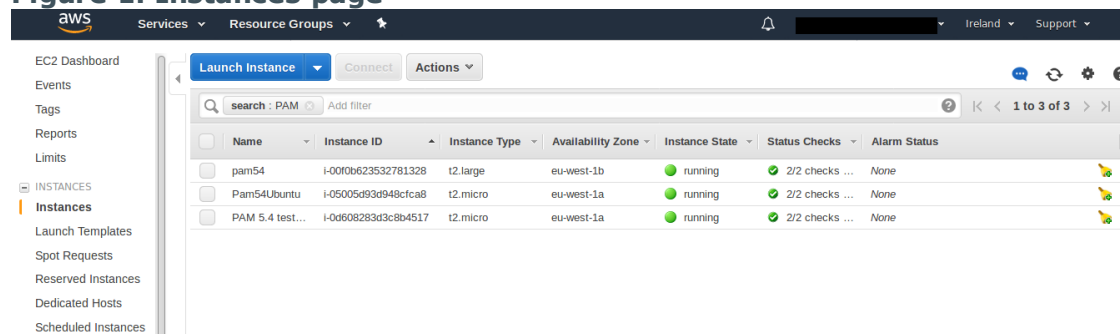 Figure 1. Instances page
aws Services Resource Groups Ireland Support
EC2 Dashboard
Events
Tags
Reports
Limits
INSTANCES
Instances
Launch Templates
Spot Requests
Reserved Instances
Dedicated Hosts
Scheduled Instances
Launch Instance Connect Actions
search : PAM Add filter 1 to 3 of 3
Name Instance ID Instance Type Availability Zone Instance State Status Checks Alarm Status
pam54 i-00f0b623532781328 t2.large eu-west-1b running 2/2 checks ... None
Pam54Ubuntu i-05005d93d948cfca8 t2.micro eu-west-1a running 2/2 checks ... None
PAM 5.4 test... i-0d608283d3c8b4517 t2.micro eu-west-1a running 2/2 checks ... None